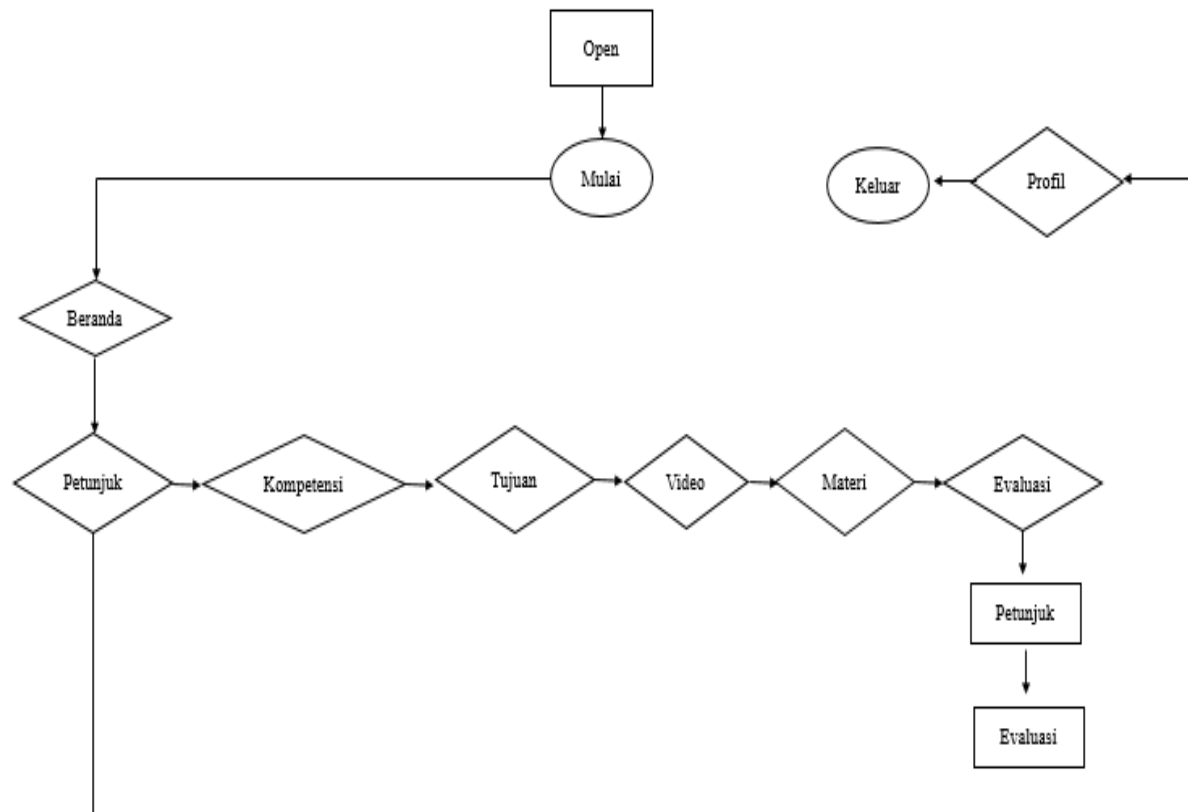 Open
Mulai
Keluar
Profil
Beranda
Petunjuk
Kompetensi
Tujuan
Video
Materi
Evaluasi
Petunjuk
Evaluasi